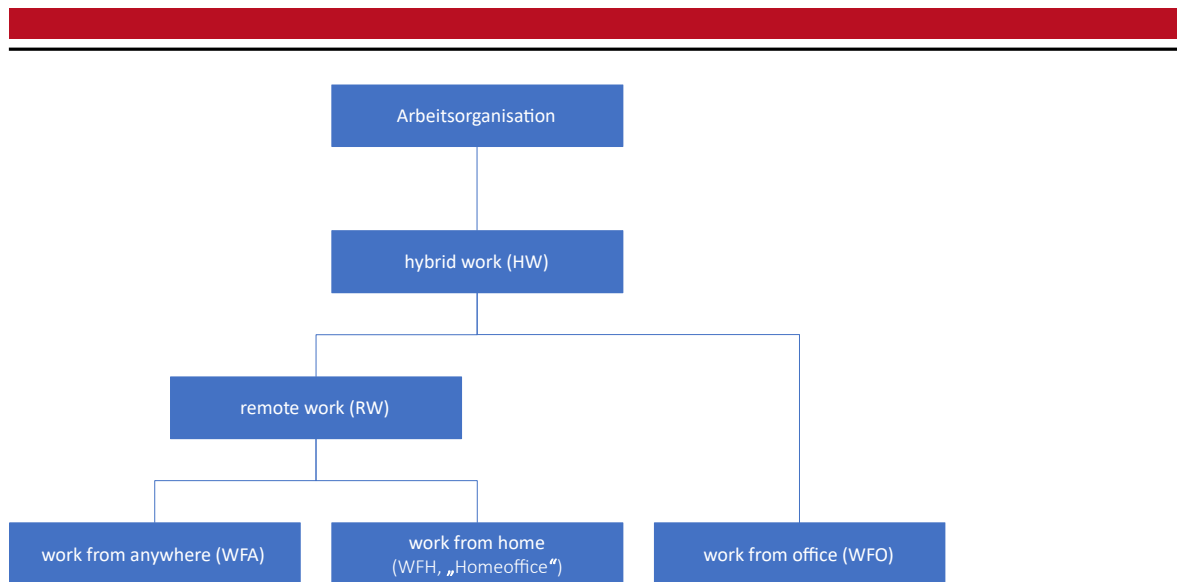 Arbeitsorganisation
hybrid work (HW)
remote work (RW)
work from anywhere (WFA)
work from home
(WFH, „Homeoffice“)
work from office (WFO)